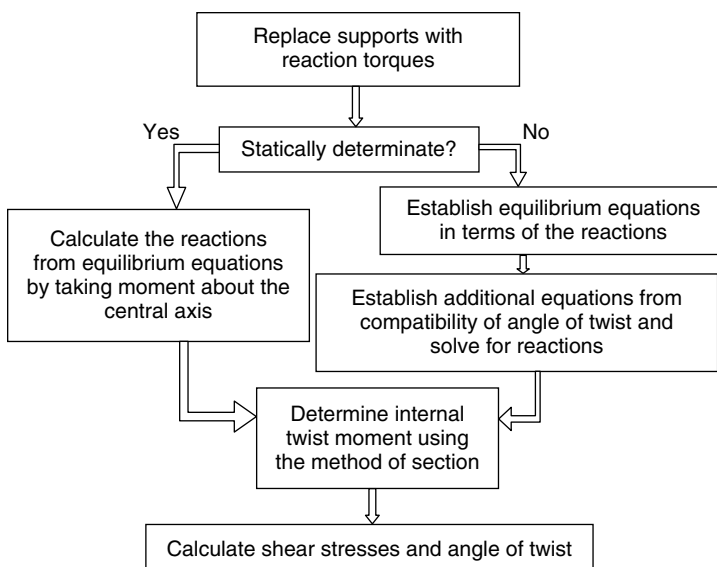 Replace supports with
reaction torques
Yes
No
Statically determinate?
Calculate the reactions
from equilibrium equations
by taking moment about the
central axis
Establish equilibrium equations
in terms of the reactions
Establish additional equations from
compatibility of angle of twist and
solve for reactions
Determine internal
twist moment using
the method of section
Calculate shear stresses and angle of twist